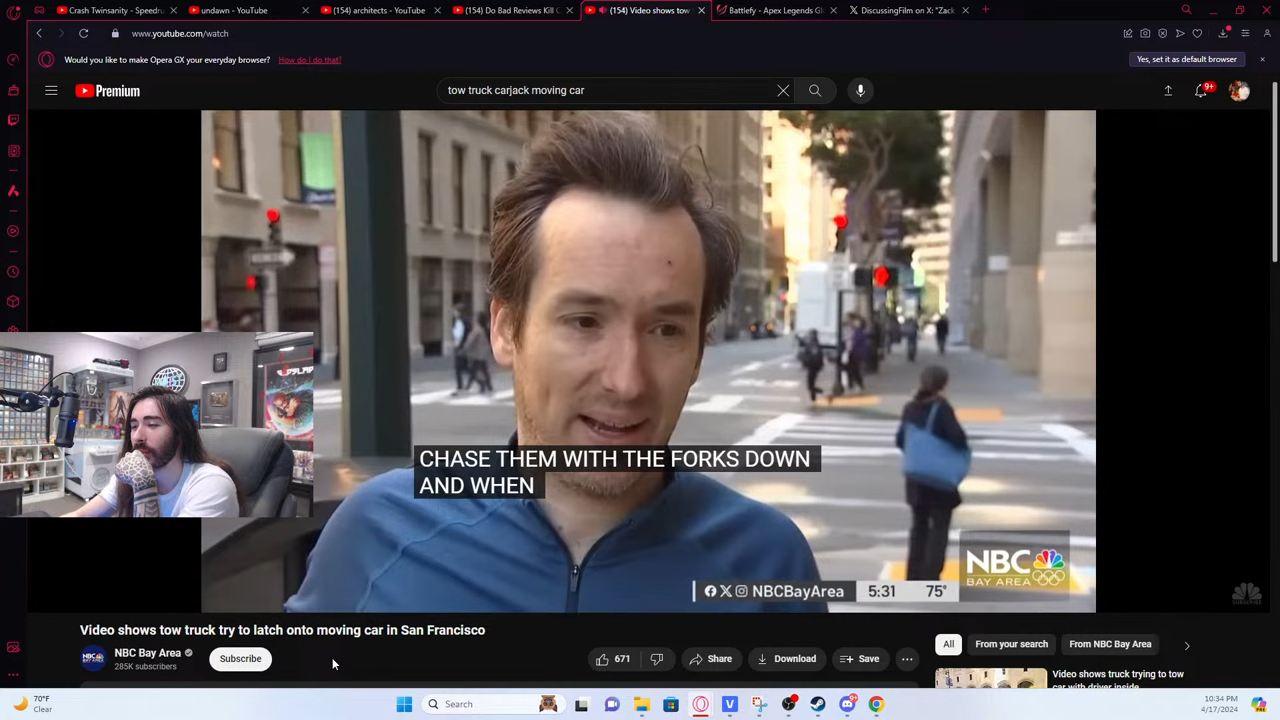 Crash Twinsanity - Speedru
undawn - YouTube
(154) architects - YouTube
(154) Do Bad Reviews Kill C
(154) Video shows tow
Battlefy - Apex Legends Gl
DiscussingFilm on X: "Zack
www.youtube.com/watch
Would you like to make Opera GX your everyday browser?
How do I do that?
Yes, set it as default browser
Premium
tow truck carjack moving car
9+
CHASE THEM WITH THE FORKS DOWN
AND WHEN
NBC
BAY AREA
NBCBayArea
5:31
75°
SUBSCRIBE
Video shows tow truck try to latch onto moving car in San Francisco
NBC Bay Area
285K subscribers
Subscribe
671
Share
Download
Save
All
From your search
From NBC Bay Area
Video shows truck trying to tow
car with driver inside
70°F
Clear
Search
9+
10:34 PM
4/17/2024